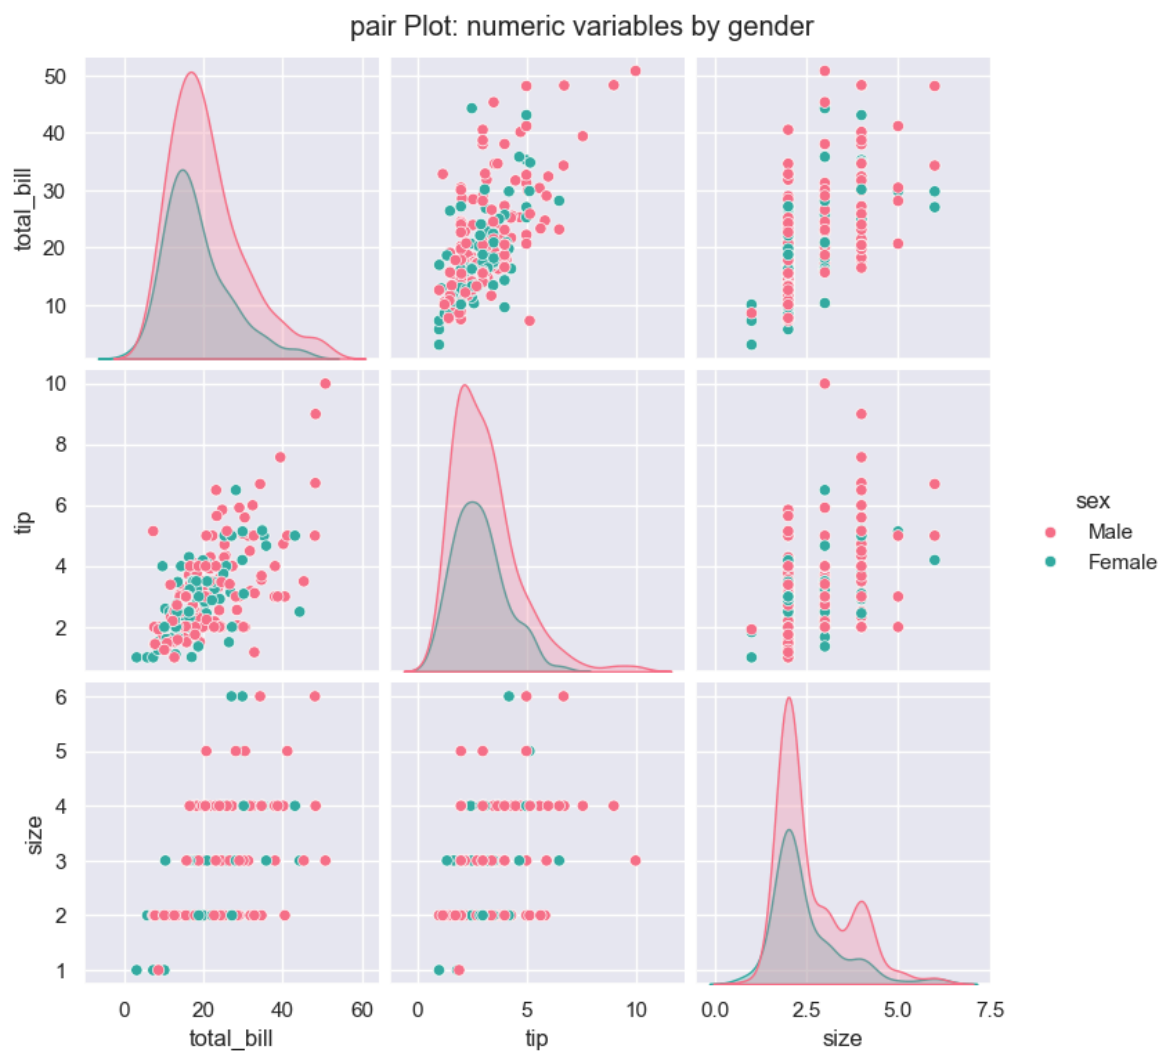 pair Plot: numeric variables by gender
50
40
30
20
10
total_bill
10
8
6
4
2
tip
sex
Male
Female
6
5
4
3
2
1
size
0 20 40 60
0 5 10
0.0 2.5 5.0 7.5
total_bill
tip
size